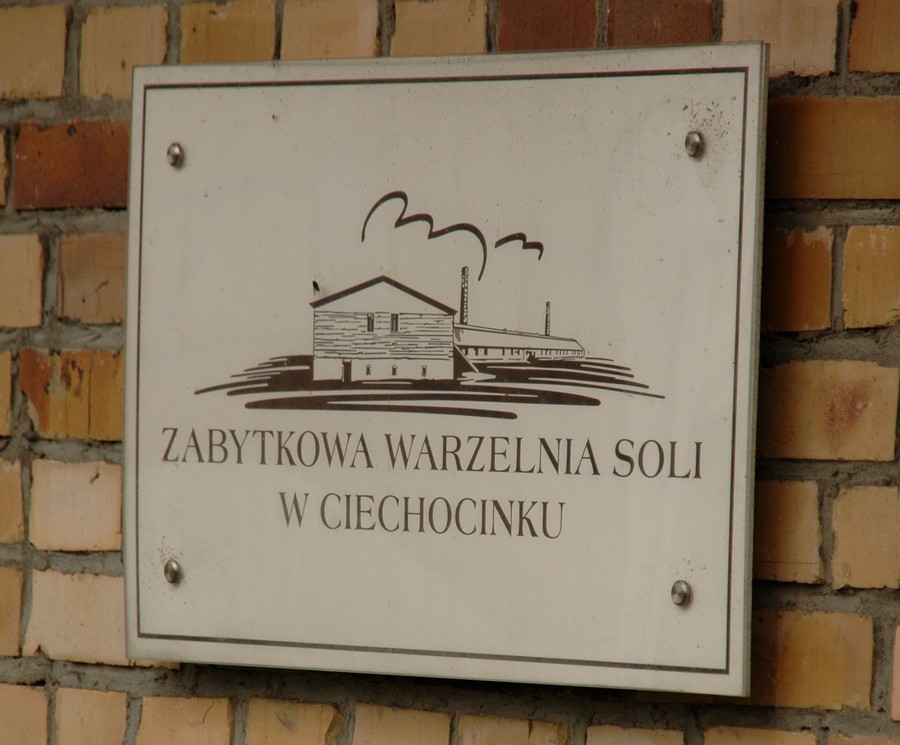 ZABYTKOWA WARZELNIA SOLI
W CIECHOCINKU